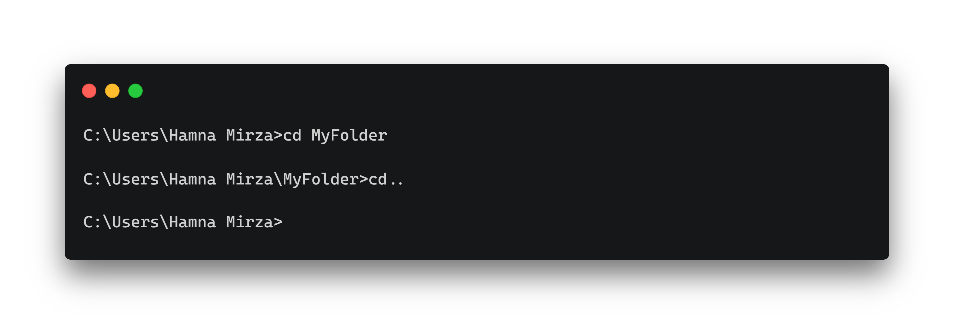 C:\Users\Hamna Mirza>cd MyFolder
C:\Users\Hamna Mirza\MyFolder>cd..
C:\Users\Hamna Mirza>